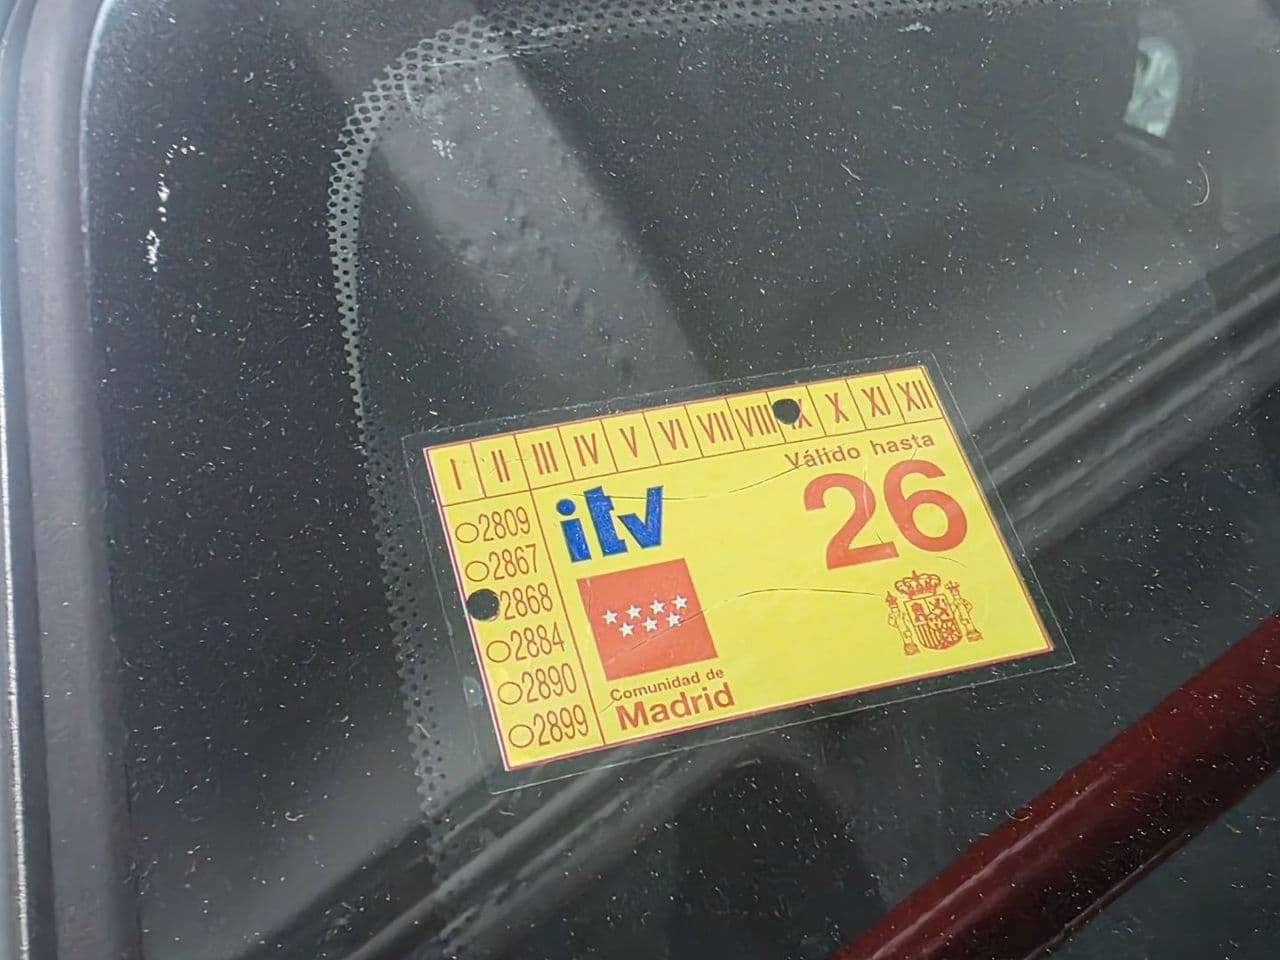 I II III IV V VI VII VIII IX X XI XII
Válido hasta
26
itv
2809
2867
2868
2884
2890
2899
Comunidad de
Madrid